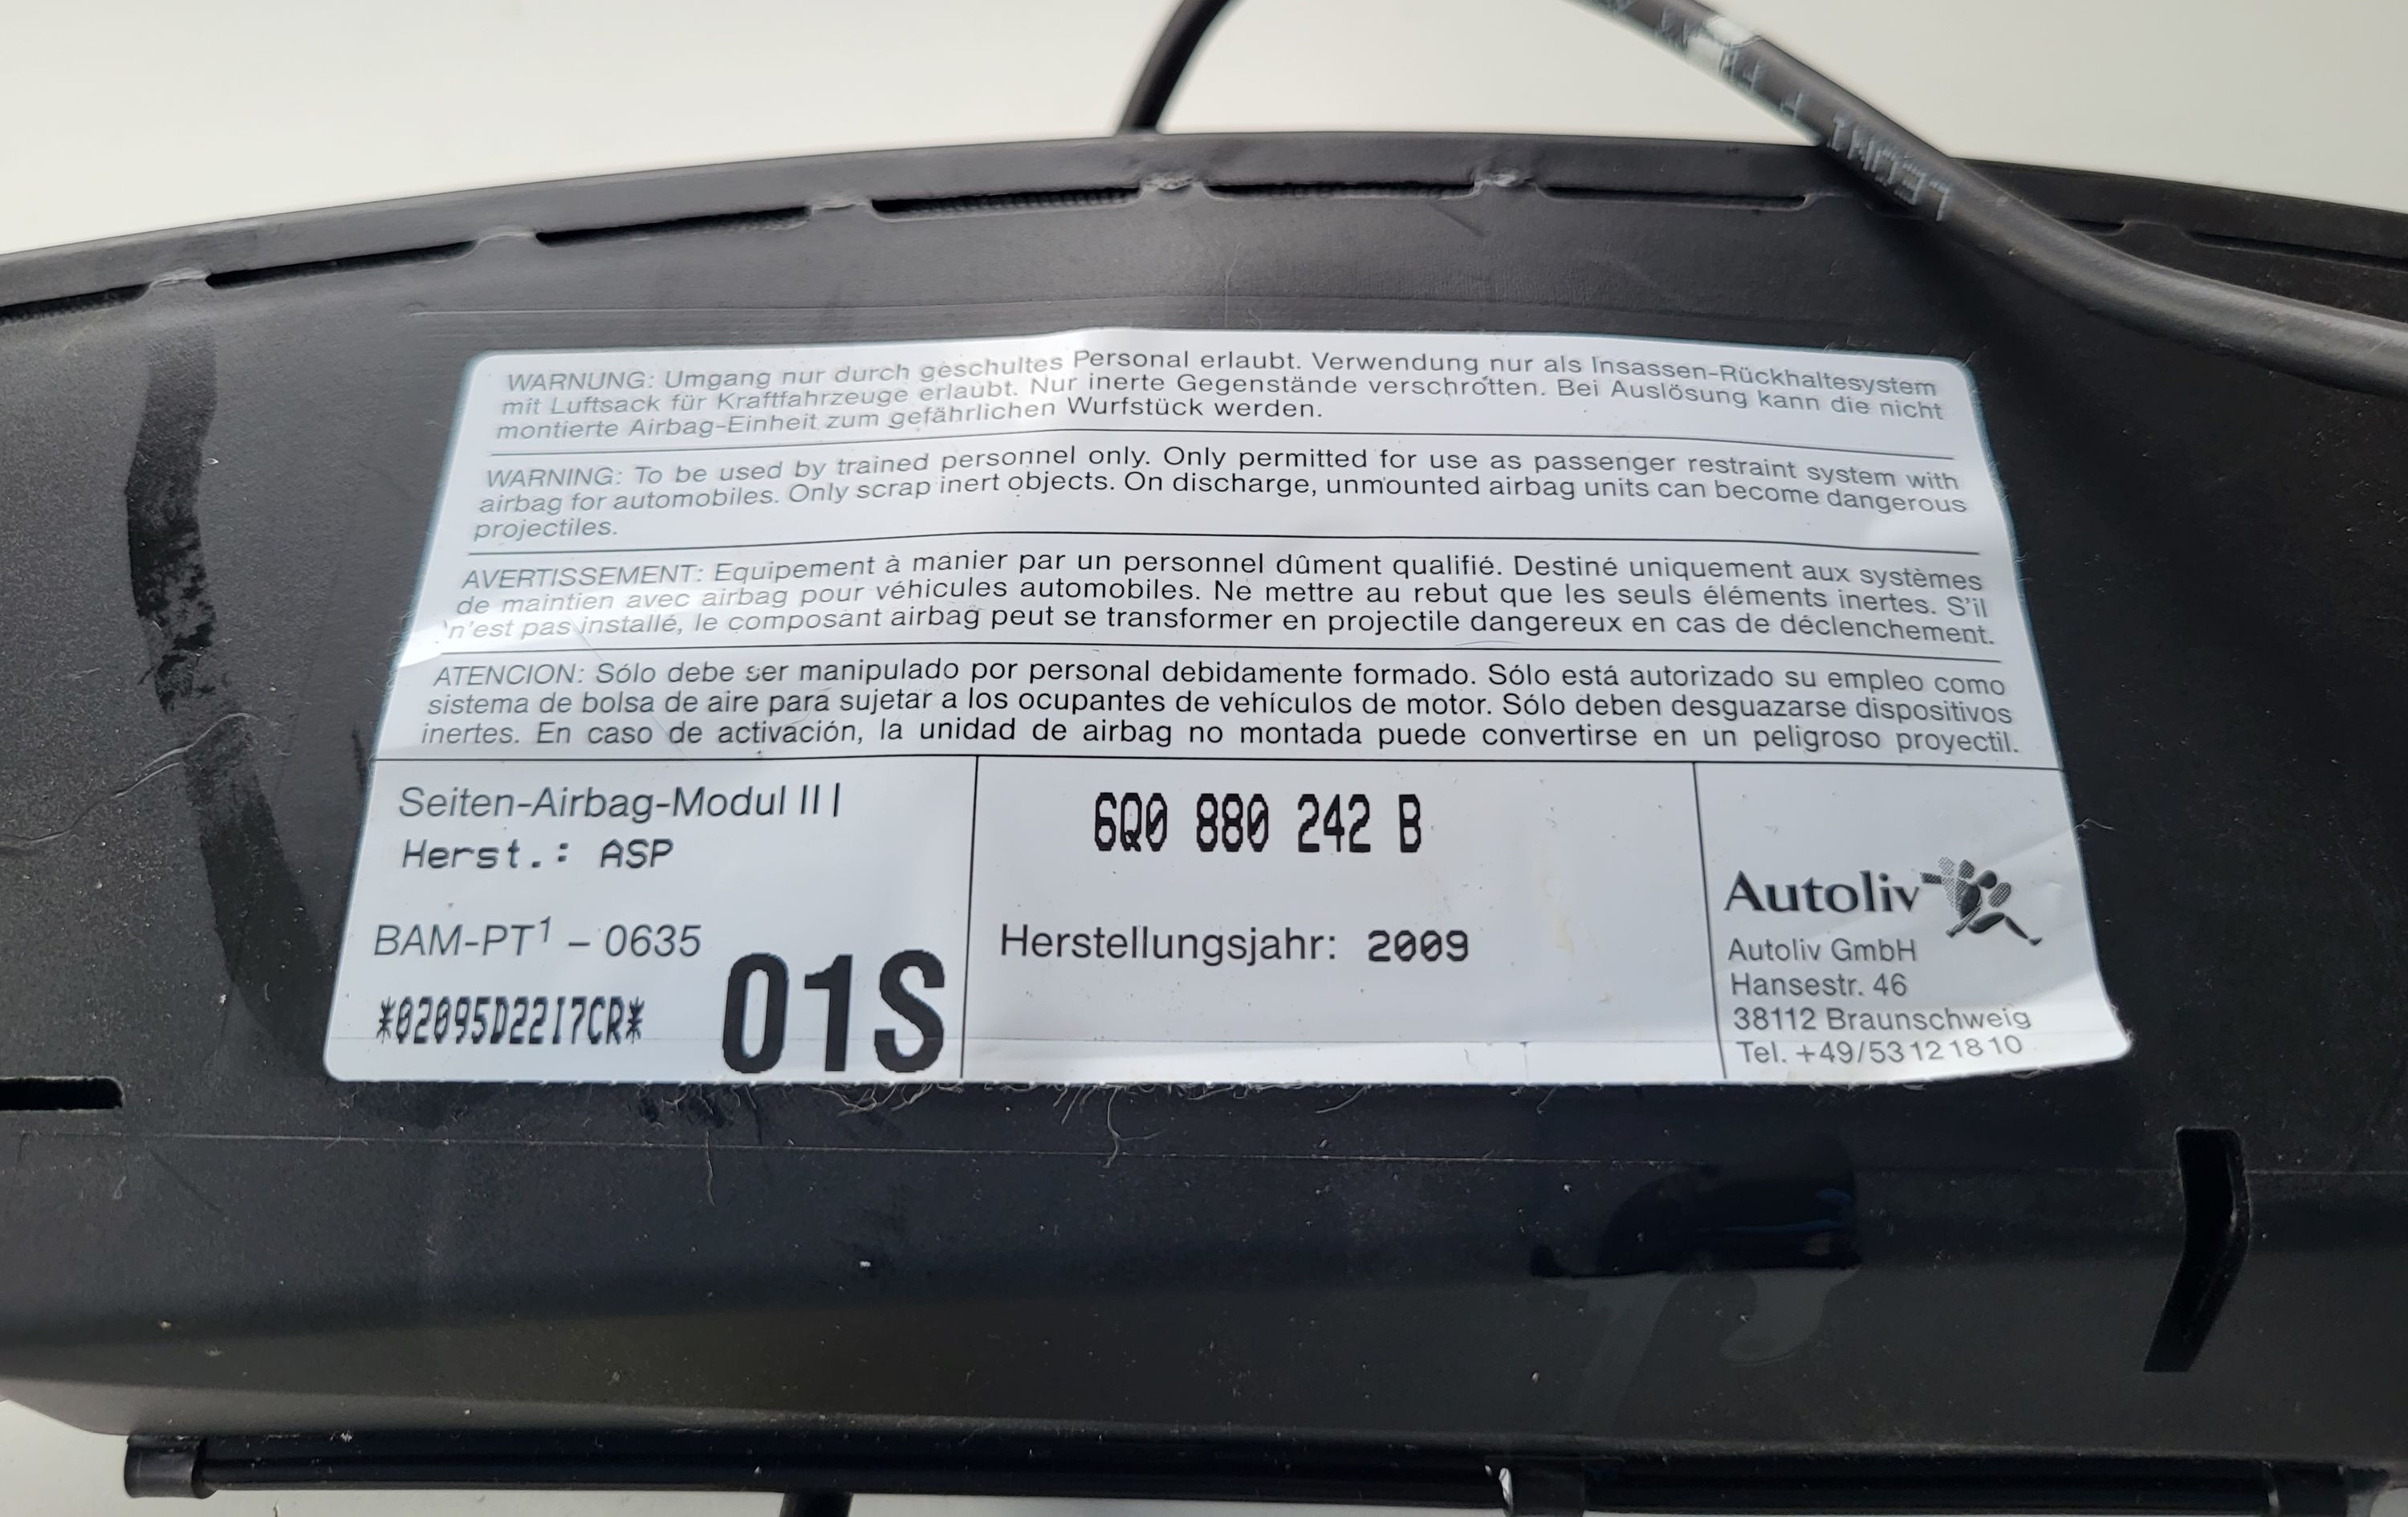 LEONI
WARNUNG: Umgang nur durch geschultes Personal erlaubt. Verwendung nur als Insassen-Rückhaltesystem
mit Luftsack für Kraftfahrzeuge erlaubt. Nur inerte Gegenstände verschrotten. Bei Auslösung kann die nicht
montierte Airbag-Einheit zum gefährlichen Wurfstück werden.
WARNING: To be used by trained personnel only. Only permitted for use as passenger restraint system with
airbag for automobiles. Only scrap inert objects. On discharge, unmounted airbag units can become dangerous
projectiles.
AVERTISSEMENT: Equipement à manier par un personnel dûment qualifié. Destiné uniquement aux systèmes
de maintien avec airbag pour véhicules automobiles. Ne mettre au rebut que les seuls éléments inertes. S'il
n'est pas installé, le composant airbag peut se transformer en projectile dangereux en cas de déclenchement.
ATENCION: Sólo debe ser manipulado por personal debidamente formado. Sólo está autorizado su empleo como
sistema de bolsa de aire para sujetar a los ocupantes de vehículos de motor. Sólo deben desguazarse dispositivos
inertes. En caso de activación, la unidad de airbag no montada puede convertirse en un peligroso proyectil.
Seiten-Airbag-Modul II I
Herst.: ASP
BAM-PT1 – 0635
*02095D22I7CR*
01S
6Q0 880 242 B
Herstellungsjahr: 2009
Autoliv
Autoliv GmbH
Hansestr. 46
38112 Braunschweig
Tel. +49/53121810